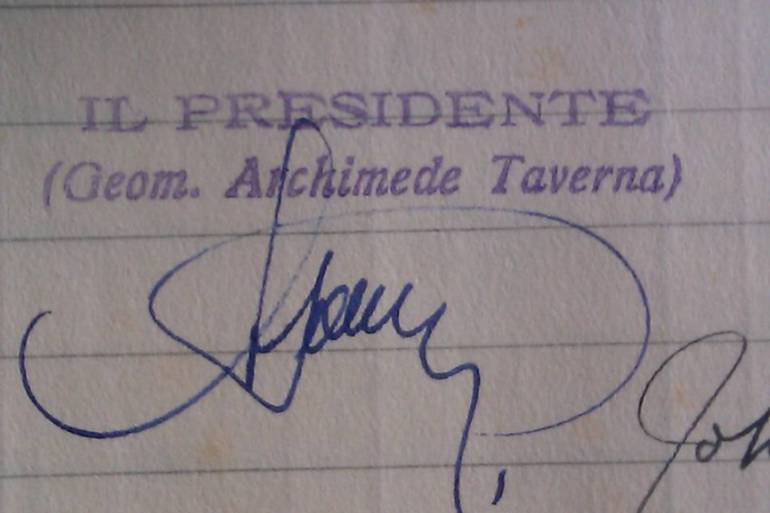 IL PRESIDENTE
(Geom. Archimede Taverna)